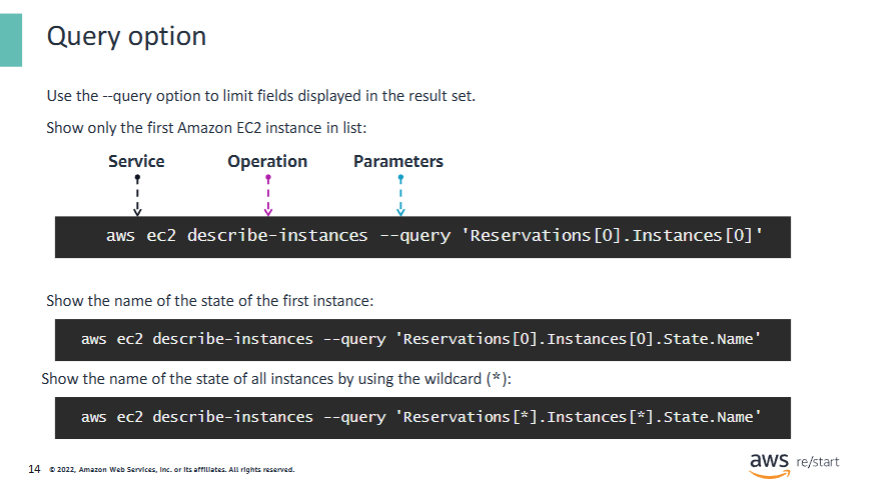 Query option
Use the --query option to limit fields displayed in the result set.
Show only the first Amazon EC2 instance in list:
Service Operation Parameters
aws ec2 describe-instances --query 'Reservations[0].Instances[0]'
Show the name of the state of the first instance:
aws ec2 describe-instances --query 'Reservations[0].Instances[0].State.Name'
Show the name of the state of all instances by using the wildcard (*):
aws ec2 describe-instances --query 'Reservations[*].Instances[*].State.Name'
14 © 2022, Amazon Web Services, Inc. or its affiliates. All rights reserved.
aws re/start